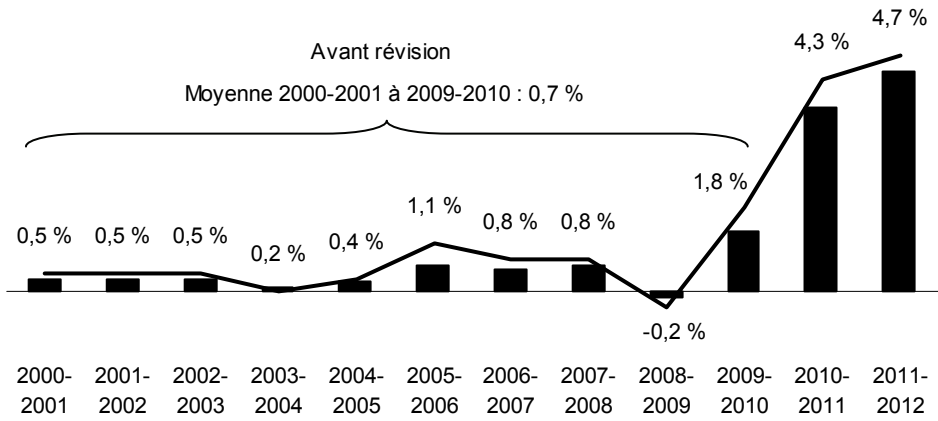 Avant révision
Moyenne 2000-2001 à 2009-2010 : 0,7 %
0,5 % 0,5 % 0,5 % 0,2 % 0,4 % 1,1 % 0,8 % 0,8 % -0,2 % 1,8 % 4,3 % 4,7 %
2000- 2001- 2002- 2003- 2004- 2005- 2006- 2007- 2008- 2009- 2010- 2011-
2001 2002 2003 2004 2005 2006 2007 2008 2009 2010 2011 2012